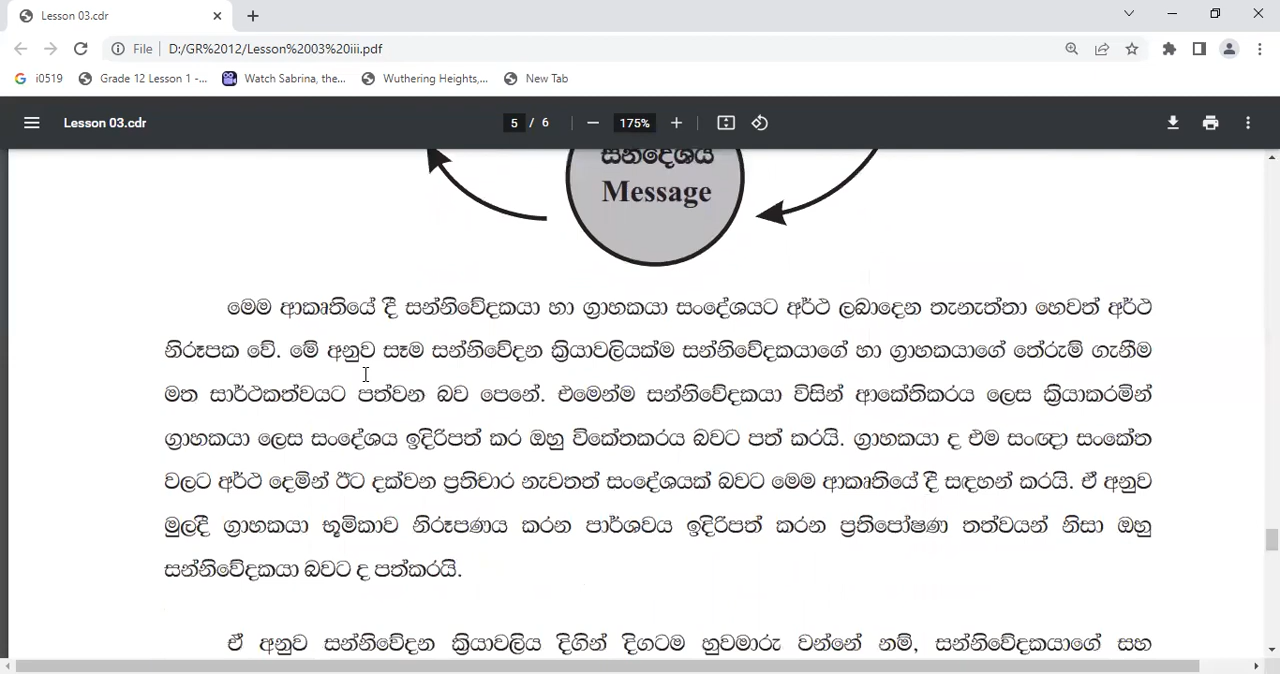 Lesson 03.cdr
File D:/GR%2012/Lesson%2003%20iii.pdf
i0519 Grade 12 Lesson 1 -... Watch Sabrina, the... Wuthering Heights,... New Tab
Lesson 03.cdr 5 / 6 175%
සන්දේශය
Message
මෙම ආකෘතියේ දී සන්නිවේදකයා හා ග්‍රාහකයා සංදේශයට අර්ථ ලබාදෙන තැනැත්තා හෙවත් අර්ථ
නිරූපක වේ. මේ අනුව සෑම සන්නිවේදන ක්‍රියාවලියක්ම සන්නිවේදකයාගේ හා ග්‍රාහකයාගේ තේරුම් ගැනීම
මත සාර්ථකත්වයට පත්වන බව පෙනේ. එමෙන්ම සන්නිවේදකයා විසින් ආකේතිකරය ලෙස ක්‍රියාකරමින්
ග්‍රාහකයා ලෙස සංදේශය ඉදිරිපත් කර ඔහු විකේතකරය බවට පත් කරයි. ග්‍රාහකයා ද එම සංඥා සංකේත
වලට අර්ථ දෙමින් ඊට දක්වන ප්‍රතිචාර නැවතත් සංදේශයක් බවට මෙම ආකෘතියේ දී සඳහන් කරයි. ඒ අනුව
මුලදී ග්‍රාහකයා භූමිකාව නිරූපණය කරන පාර්ශවය ඉදිරිපත් කරන ප්‍රතිපෝෂණ තත්වයන් නිසා ඔහු
සන්නිවේදකයා බවට ද පත්කරයි.
ඒ අනුව සන්නිවේදන ක්‍රියාවලිය දිගින් දිගටම හුවමාරු වන්නේ නම්, සන්නිවේදකයාගේ සහ